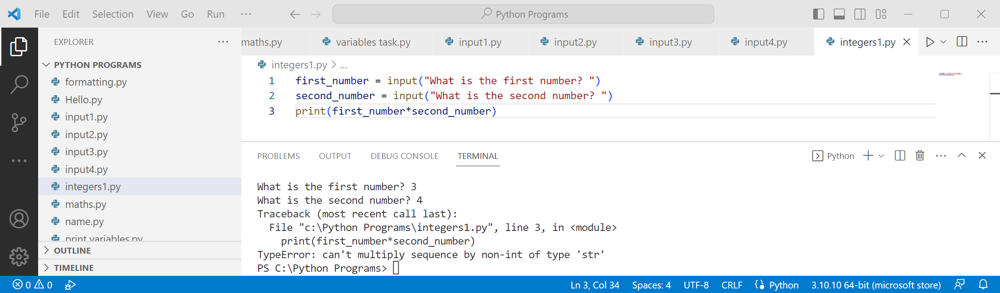 File Edit Selection View Go Run ... Python Programs
EXPLORER ...
PYTHON PROGRAMS
formatting.py
Hello.py
input1.py
input2.py
input3.py
input4.py
integers1.py
maths.py
name.py
print variables.py
OUTLINE
TIMELINE
maths.py variables task.py input1.py input2.py input3.py input4.py integers1.py
integers1.py > ...
1 first_number = input("What is the first number? ")
2 second_number = input("What is the second number? ")
3 print(first_number*second_number)
PROBLEMS OUTPUT DEBUG CONSOLE TERMINAL Python
What is the first number? 3
What is the second number? 4
Traceback (most recent call last):
File "c:\Python Programs\integers1.py", line 3, in <module>
print(first_number*second_number)
TypeError: can't multiply sequence by non-int of type 'str'
PS C:\Python Programs>
0 0 Ln 3, Col 34 Spaces: 4 UTF-8 CRLF Python 3.10.10 64-bit (microsoft store)